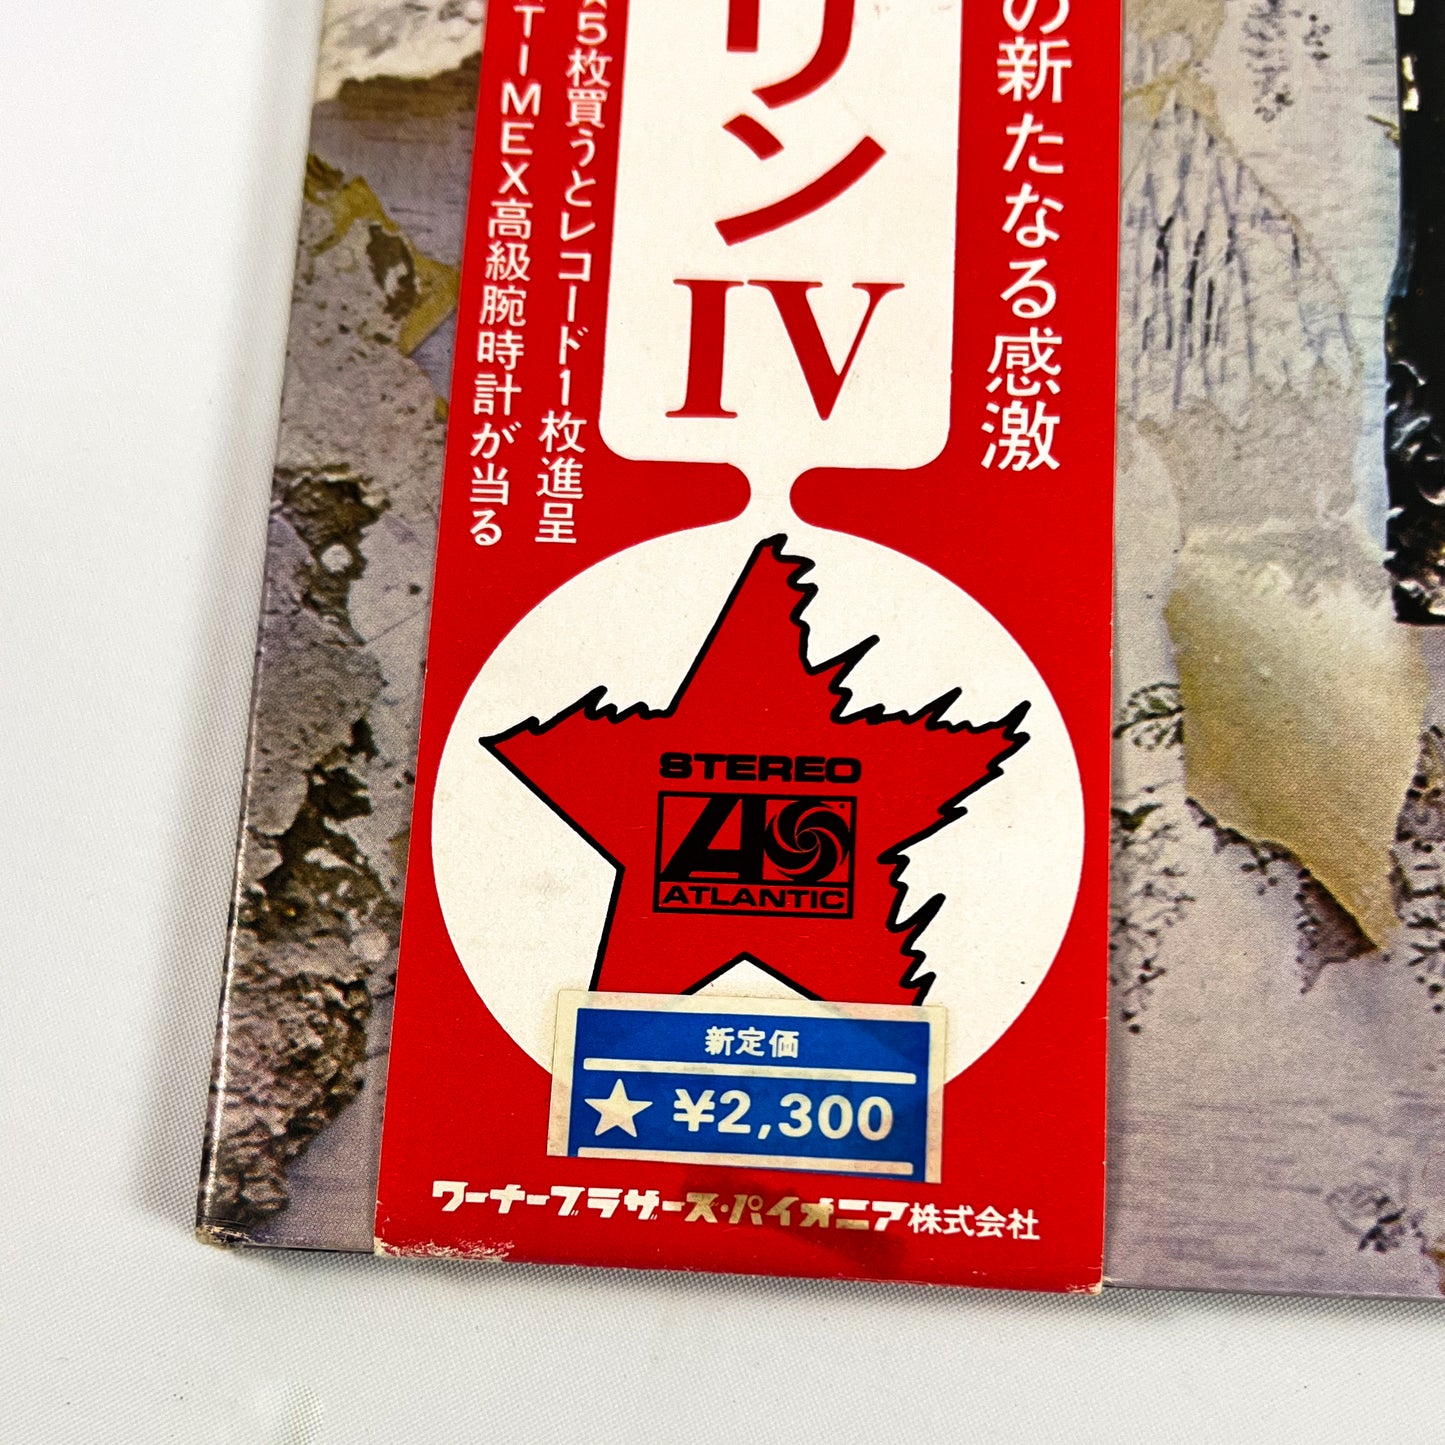 の新たなる感激
リン
IV
★5枚買うとレコード1枚進呈
TIMEX高級腕時計が当る
STEREO
ATLANTIC
新定価
★ ¥2,300
ワーナーブラザーズ・パイオニア株式会社